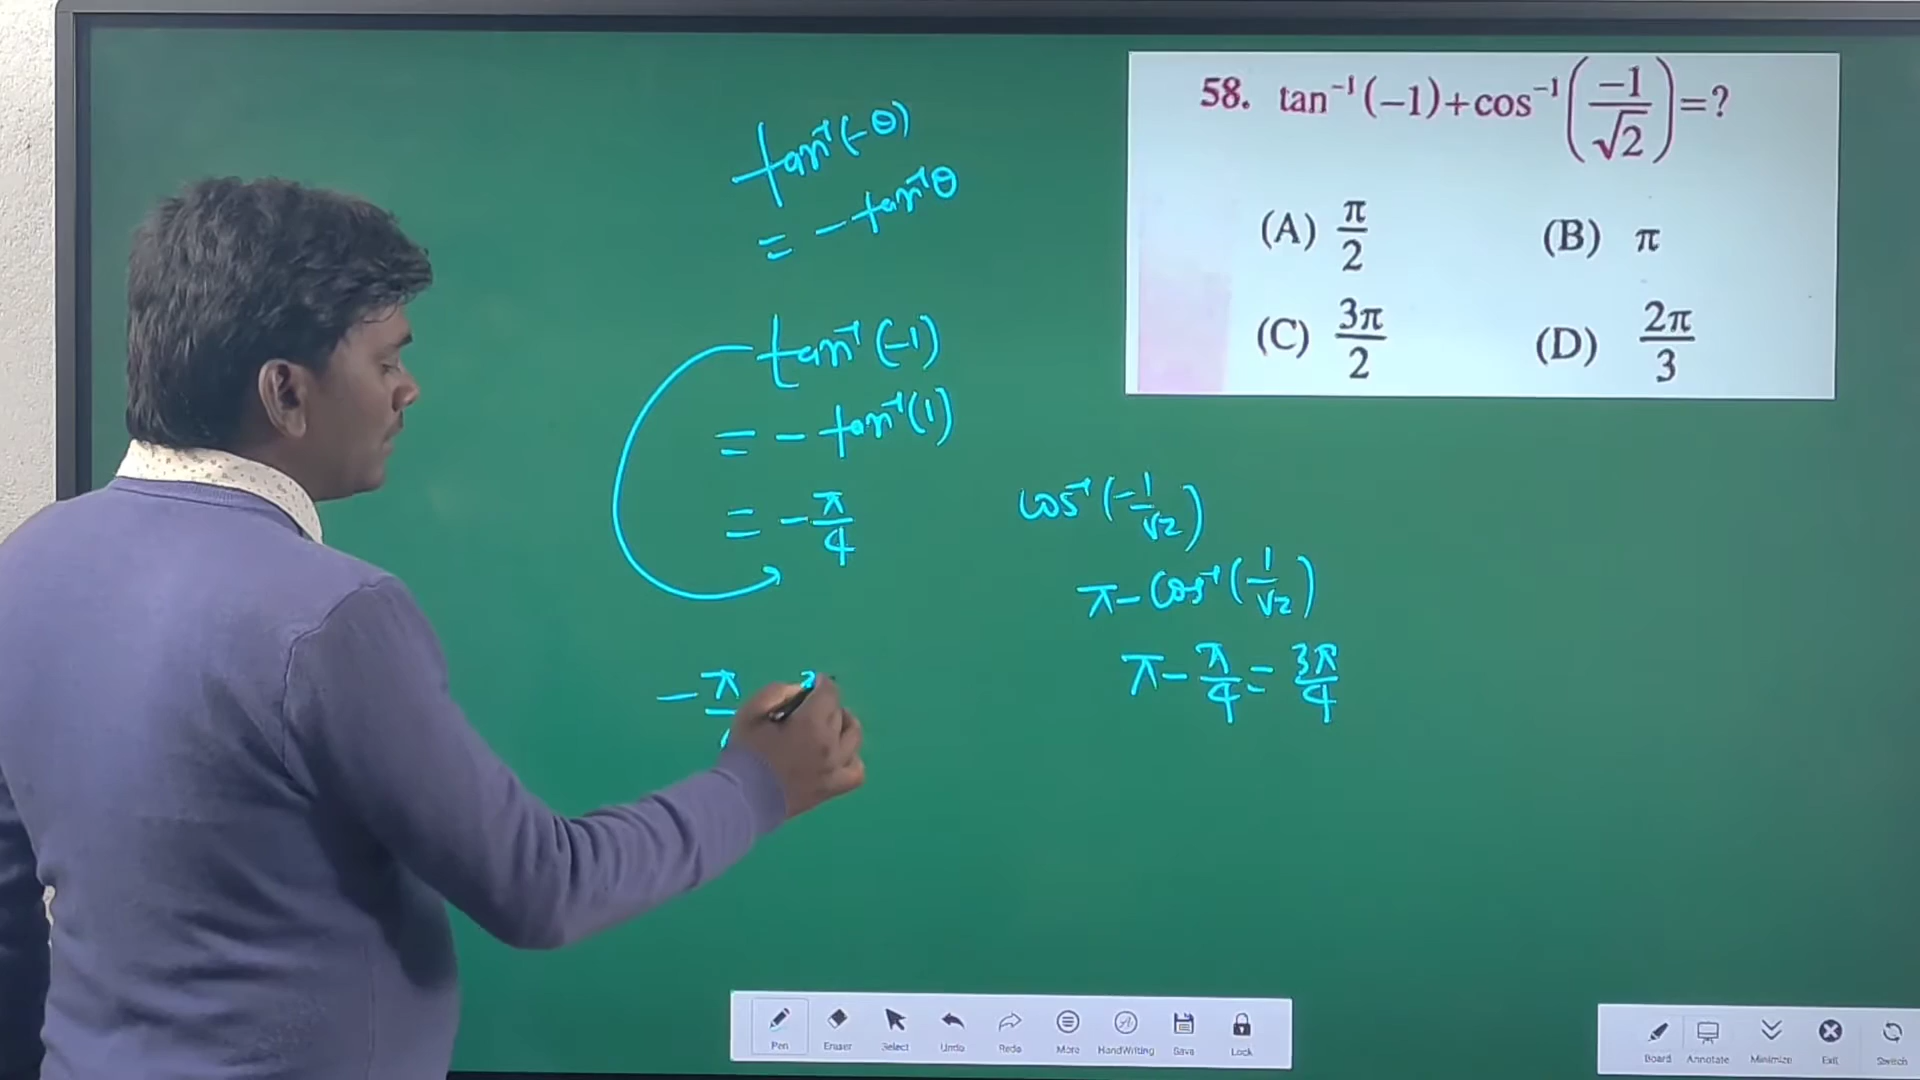 58. tan⁻¹(−1)+cos⁻¹(−1/√2)=?
(A) π/2 (B) π
(C) 3π/2 (D) 2π/3
tan⁻¹(−θ)
= −tan⁻¹θ
tan⁻¹(−1)
= −tan⁻¹(1)
= −π/4
cos⁻¹(−1/√2)
π−cos⁻¹(1/√2)
π−π/4=3π/4
−π
Pen Eraser Select Undo Redo More HandWriting Save Lock
Board Annotate Minimize Exit Switch